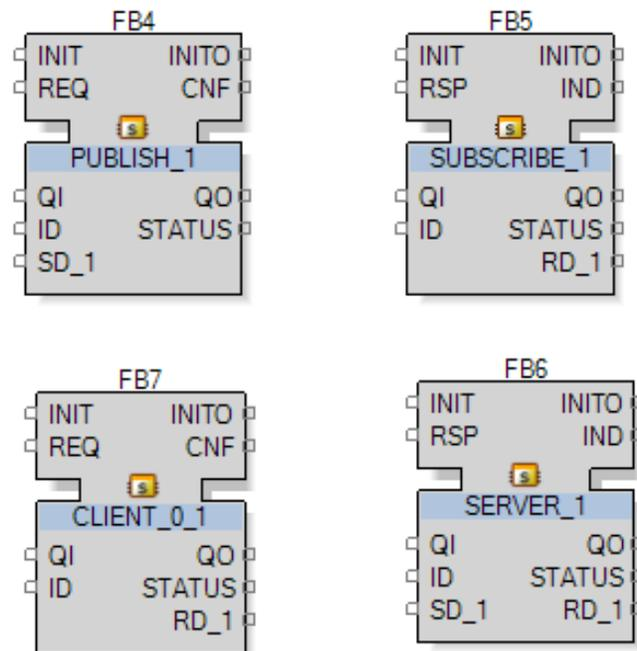 FB4
INIT INITO
REQ CNF
S
PUBLISH_1
QI QO
ID STATUS
SD_1
FB5
INIT INITO
RSP IND
S
SUBSCRIBE_1
QI QO
ID STATUS
RD_1
FB7
INIT INITO
REQ CNF
S
CLIENT_0_1
QI QO
ID STATUS
RD_1
FB6
INIT INITO
RSP IND
S
SERVER_1
QI QO
ID STATUS
SD_1 RD_1